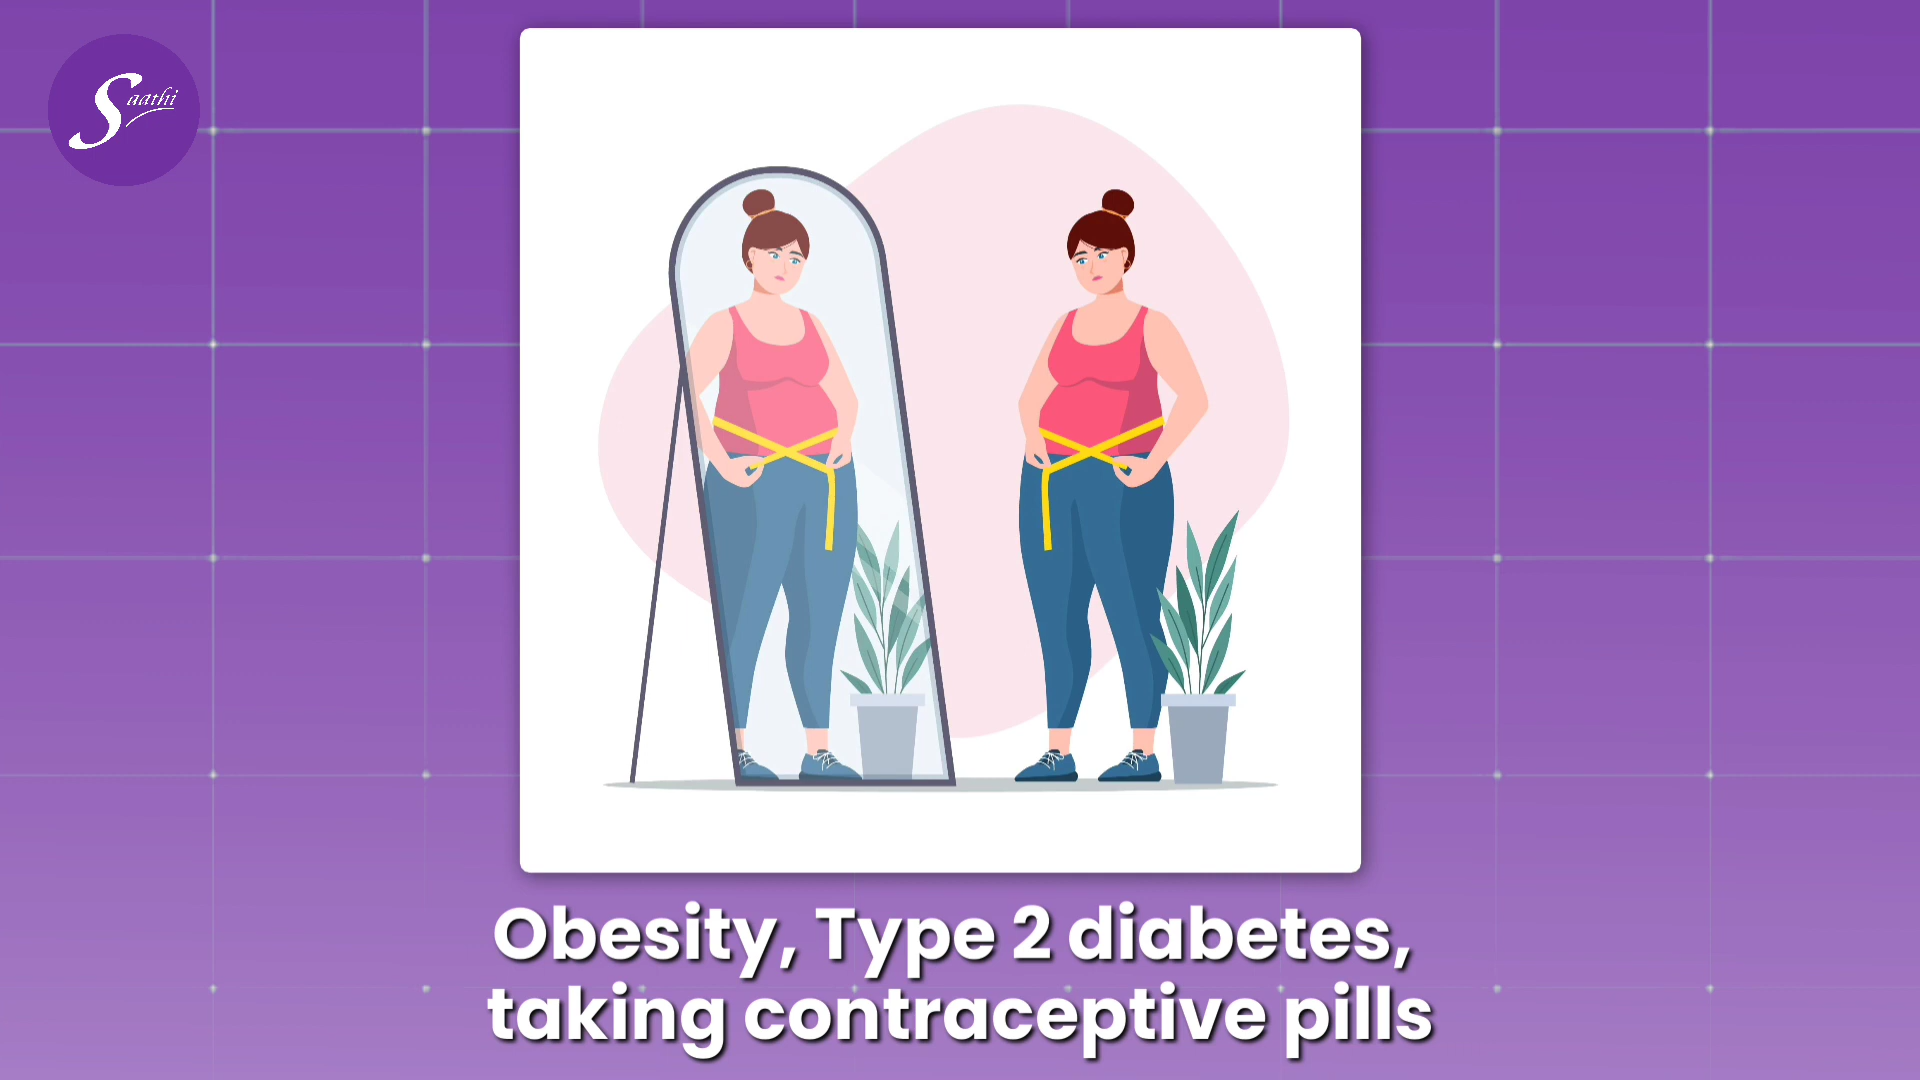 Saathi
Obesity, Type 2 diabetes,
taking contraceptive pills